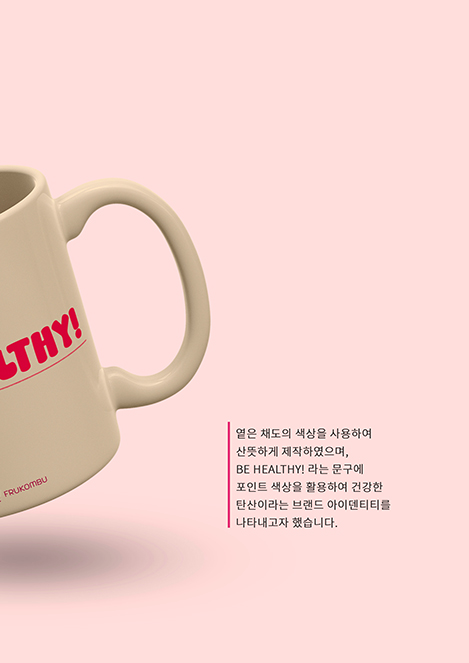 LTHY!
FRUKOMBU
옅은 채도의 색상을 사용하여
산뜻하게 제작하였으며,
BE HEALTHY! 라는 문구에
포인트 색상을 활용하여 건강한
탄산이라는 브랜드 아이덴티티를
나타내고자 했습니다.